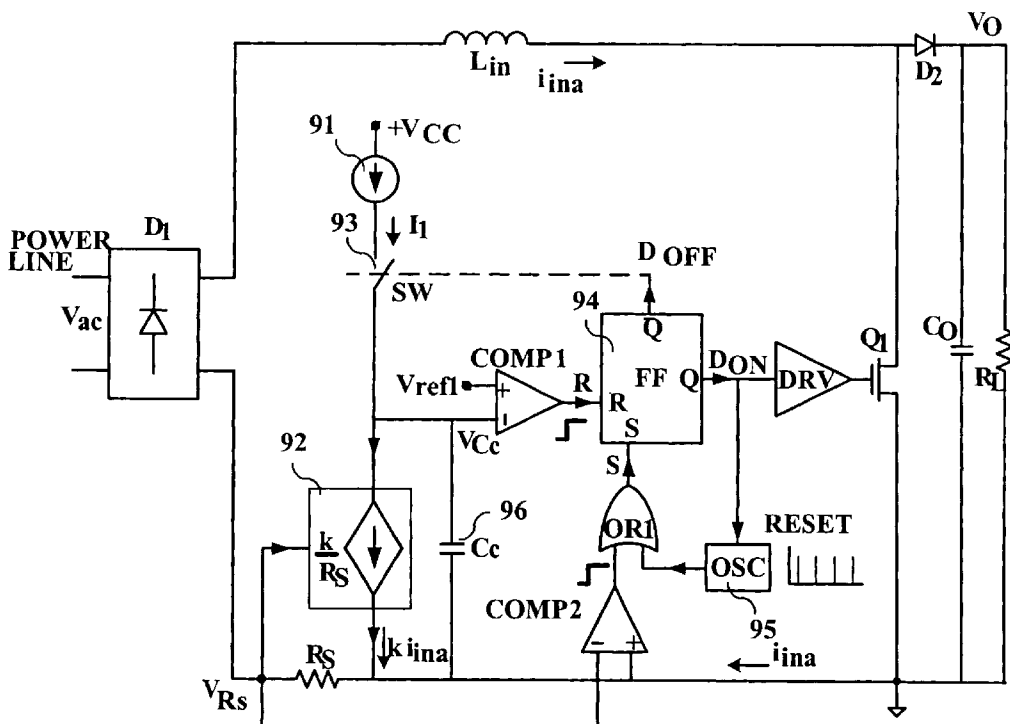 VO
Lin
iina
D2
91
+VCC
93
I1
D1
POWER
LINE
Vac
SW
D OFF
94
Q
COMP1
Vref1
+
-
R
R
FF
Q
DON
DRV
Q1
CO
RL
VCc
S
S
92
k
RS
96
Cc
OR1
RESET
OSC
95
COMP2
-
+
k iina
RS
VRs
iina